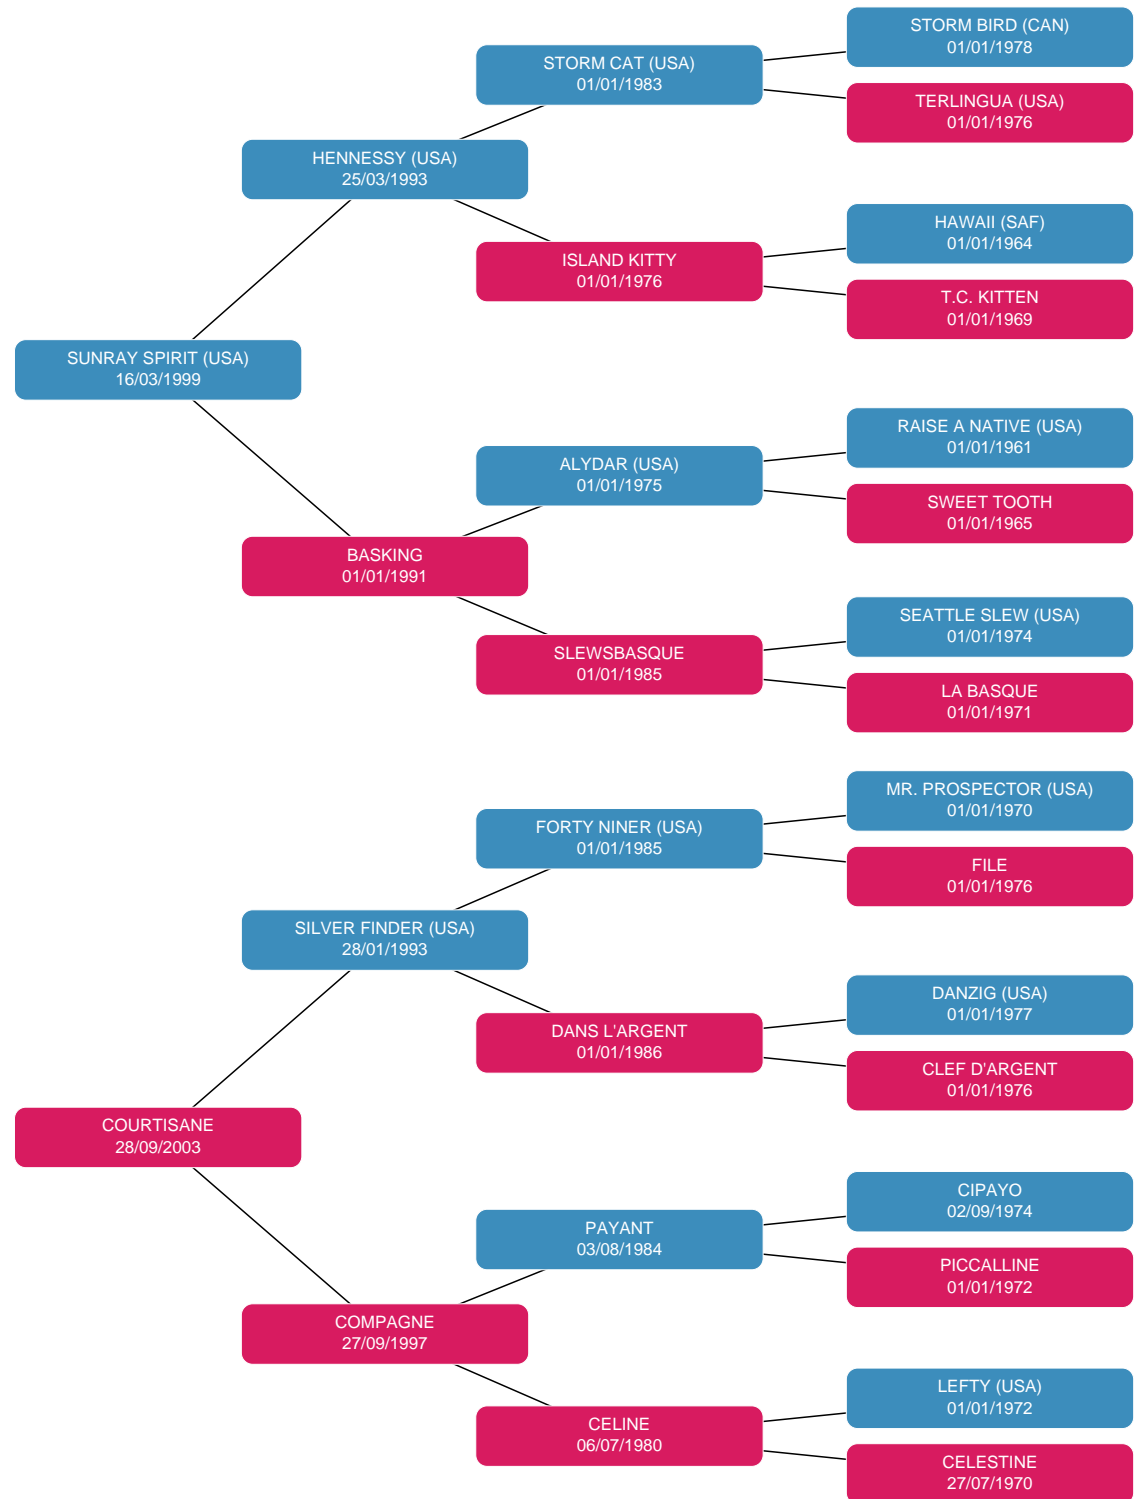 STORM BIRD (CAN)
01/01/1978
STORM CAT (USA)
01/01/1983
TERLINGUA (USA)
01/01/1976
HENNESSY (USA)
25/03/1993
HAWAII (SAF)
01/01/1964
ISLAND KITTY
01/01/1976
T.C. KITTEN
01/01/1969
SUNRAY SPIRIT (USA)
16/03/1999
RAISE A NATIVE (USA)
01/01/1961
ALYDAR (USA)
01/01/1975
SWEET TOOTH
01/01/1965
BASKING
01/01/1991
SEATTLE SLEW (USA)
01/01/1974
SLEWSBASQUE
01/01/1985
LA BASQUE
01/01/1971
MR. PROSPECTOR (USA)
01/01/1970
FORTY NINER (USA)
01/01/1985
FILE
01/01/1976
SILVER FINDER (USA)
28/01/1993
DANZIG (USA)
01/01/1977
DANS L'ARGENT
01/01/1986
CLEF D'ARGENT
01/01/1976
COURTISANE
28/09/2003
CIPAYO
02/09/1974
PAYANT
03/08/1984
PICCALLINE
01/01/1972
COMPAGNE
27/09/1997
LEFTY (USA)
01/01/1972
CELINE
06/07/1980
CELESTINE
27/07/1970